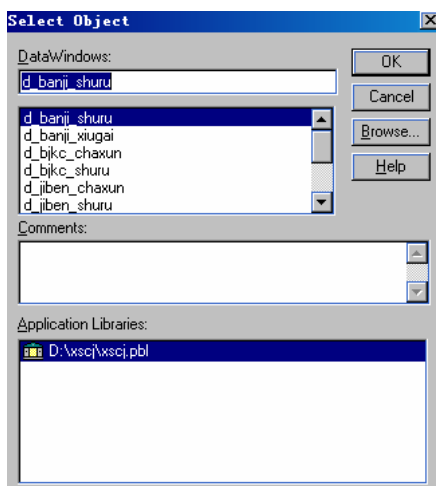 Select Object
DataWindows:
OK
d_banji_shuru
Cancel
d_banji_shuru
d_banji_xiugai
Browse...
d_bjkc_chaxun
d_bjkc_shuru
Help
d_jiben_chaxun
d_jiben_shuru
Comments:
Application Libraries:
D:\xscj\xscj.pbl